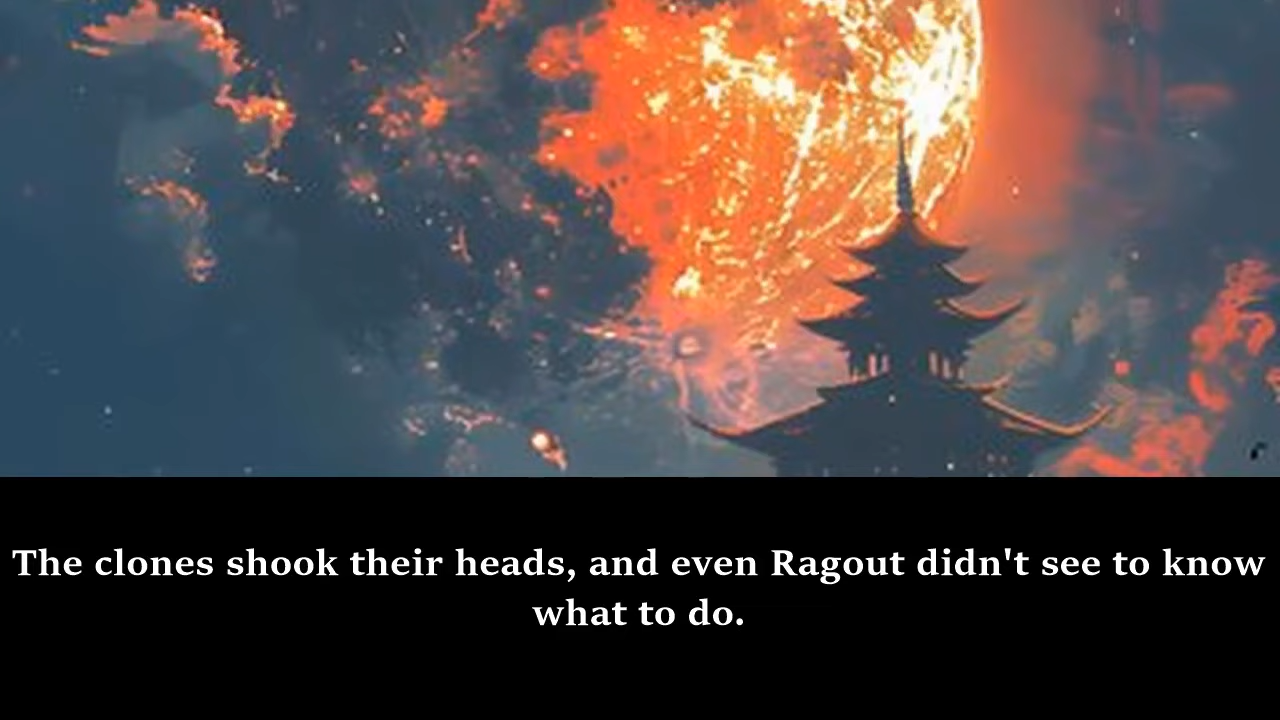 The clones shook their heads, and even Ragout didn't see to know
what to do.